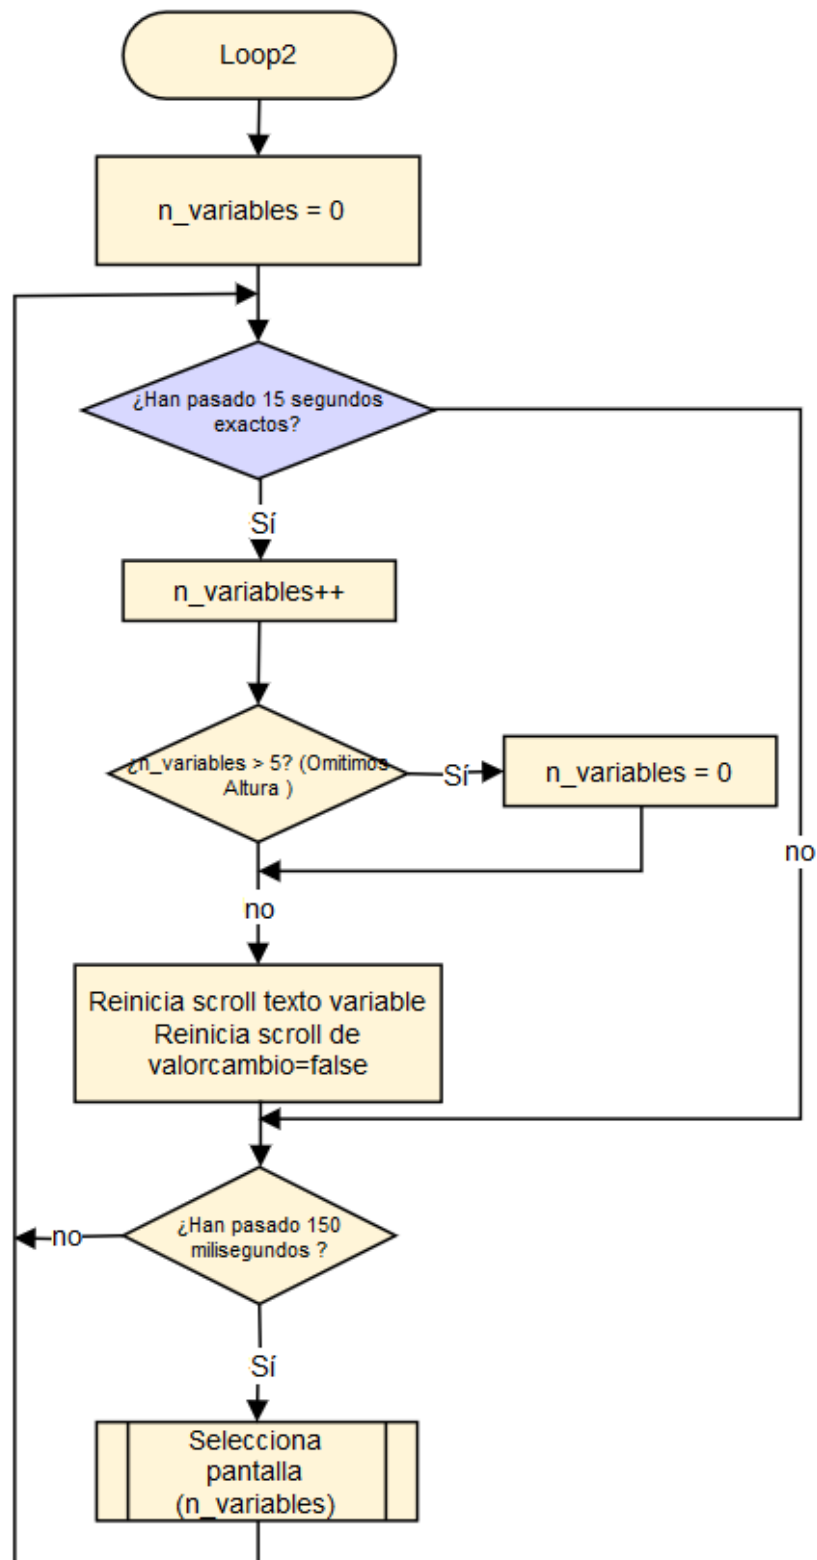 Loop2
n_variables = 0
¿Han pasado 15 segundos
exactos?
Sí
n_variables++
¿n_variables > 5? (Omitimos
Altura )
Sí
n_variables = 0
no
no
Reinicia scroll texto variable
Reinicia scroll de
valorcambio=false
¿Han pasado 150
milisegundos ?
no
Sí
Selecciona
pantalla
(n_variables)